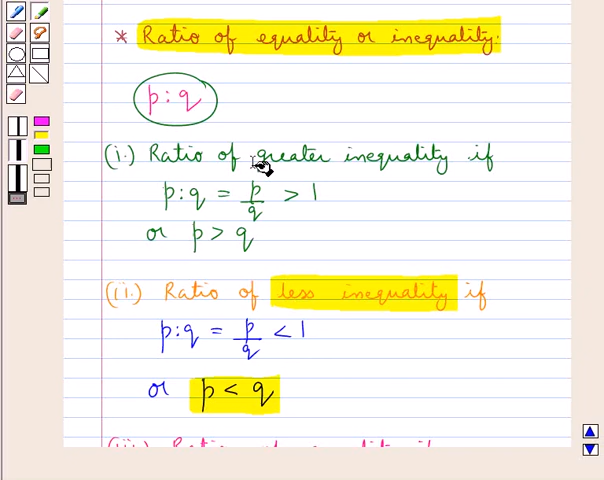 * Ratio of equality or inequality.
p : q
(i.) Ratio of greater inequality if
p : q = p/q > 1
or p > q
(ii.) Ratio of less inequality if
p : q = p/q < 1
or p < q